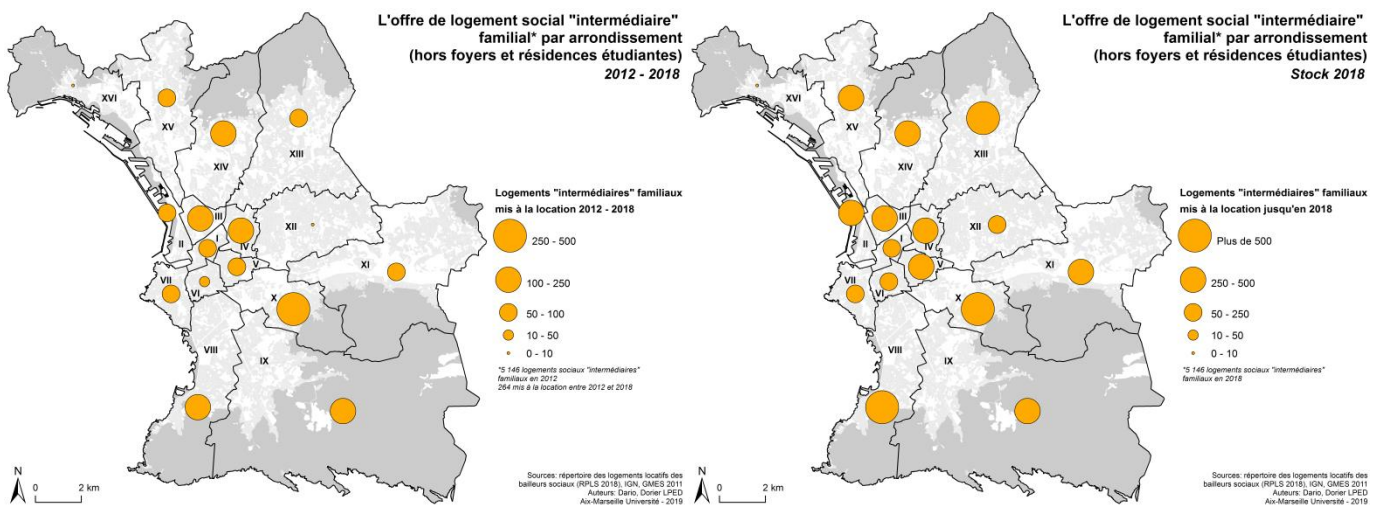 L'offre de logement social "intermédiaire"
familial* par arrondissement
(hors foyers et résidences étudiantes)
2012 - 2018
XVI
XV
XIV
XIII
III
II
I
IV
V
XII
XI
VII
VI
X
VIII
IX
Logements "intermédiaires" familiaux
mis à la location 2012 - 2018
250 - 500
100 - 250
50 - 100
10 - 50
0 - 10
*5 146 logements sociaux "intermédiaires"
familiaux en 2012
264 mis à la location entre 2012 et 2018
N
0 2 km
Sources: répertoire des logements locatifs des
bailleurs sociaux (RPLS 2018), IGN, GMES 2011
Auteurs: Dario, Dorier LPED
Aix-Marseille Université - 2019
L'offre de logement social "intermédiaire"
familial* par arrondissement
(hors foyers et résidences étudiantes)
Stock 2018
XVI
XV
XIV
XIII
III
II
I
IV
V
XII
XI
VII
VI
X
VIII
IX
Logements "intermédiaires" familiaux
mis à la location jusqu'en 2018
Plus de 500
250 - 500
50 - 250
10 - 50
0 - 10
*5 146 logements sociaux "intermédiaires"
familiaux en 2018
N
0 2 km
Sources: répertoire des logements locatifs des
bailleurs sociaux (RPLS 2018), IGN, GMES 2011
Auteurs: Dario, Dorier LPED
Aix-Marseille Université - 2019